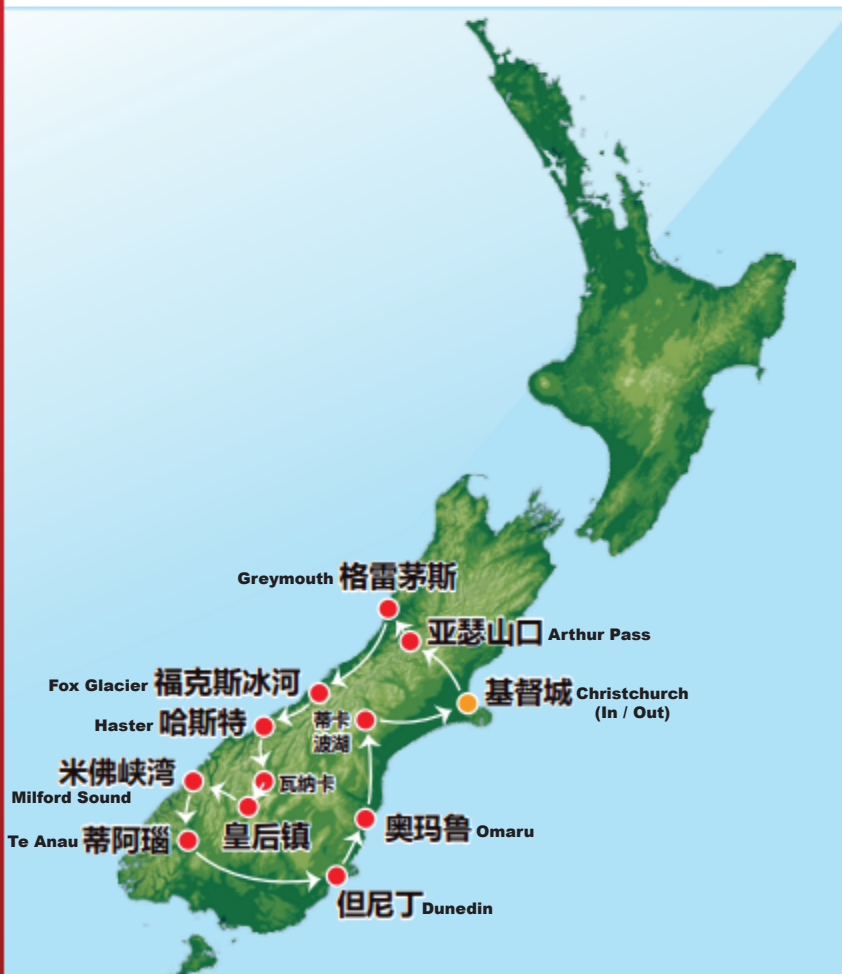 Greymouth 格雷茅斯
亚瑟山口 Arthur Pass
Fox Glacier 福克斯冰河
基督城 Christchurch
(In / Out)
Haster 哈斯特
蒂卡
波湖
米佛峡湾
Milford Sound
瓦纳卡
皇后镇
奥玛鲁 Omaru
Te Anau 蒂阿瑙
但尼丁 Dunedin